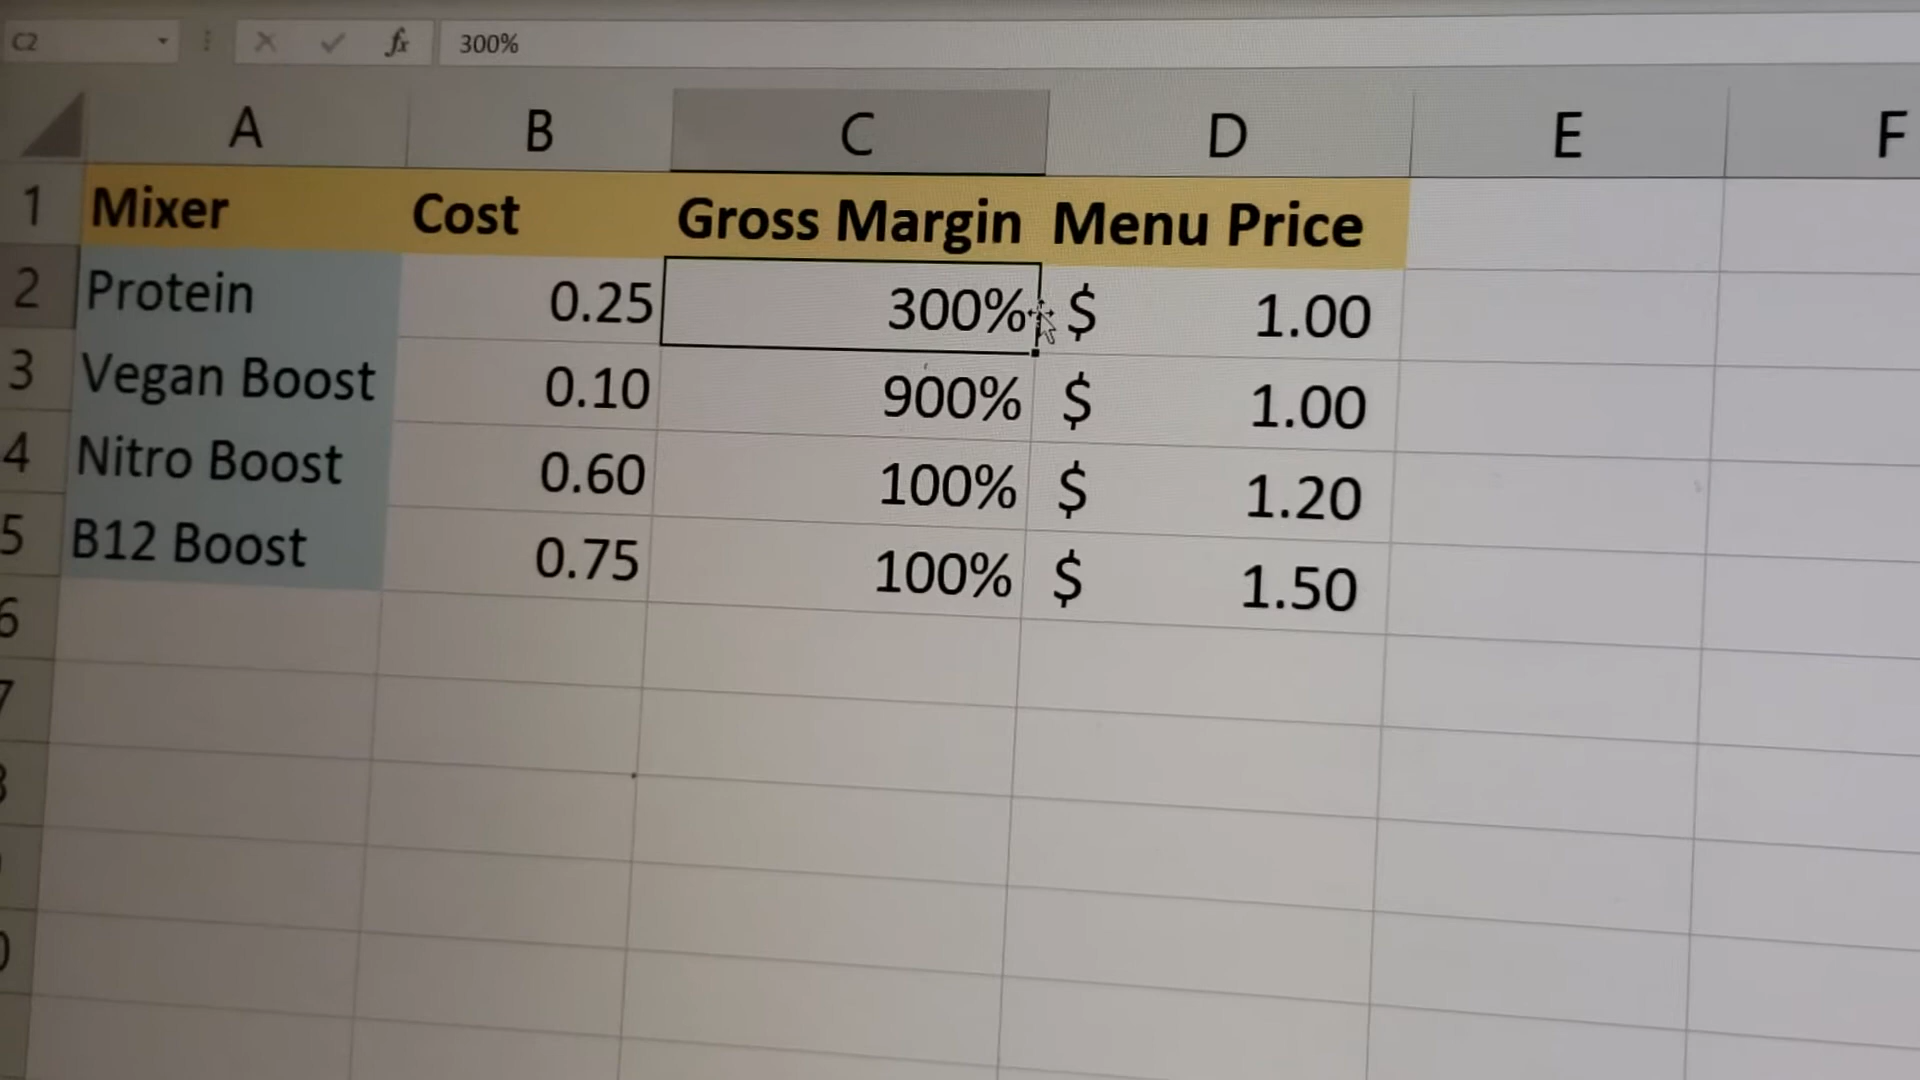 C2 fx 300%
A B C D E F
1 Mixer Cost Gross Margin Menu Price
2 Protein 0.25 300% $ 1.00
3 Vegan Boost 0.10 900% $ 1.00
4 Nitro Boost 0.60 100% $ 1.20
5 B12 Boost 0.75 100% $ 1.50
6
7
8
0